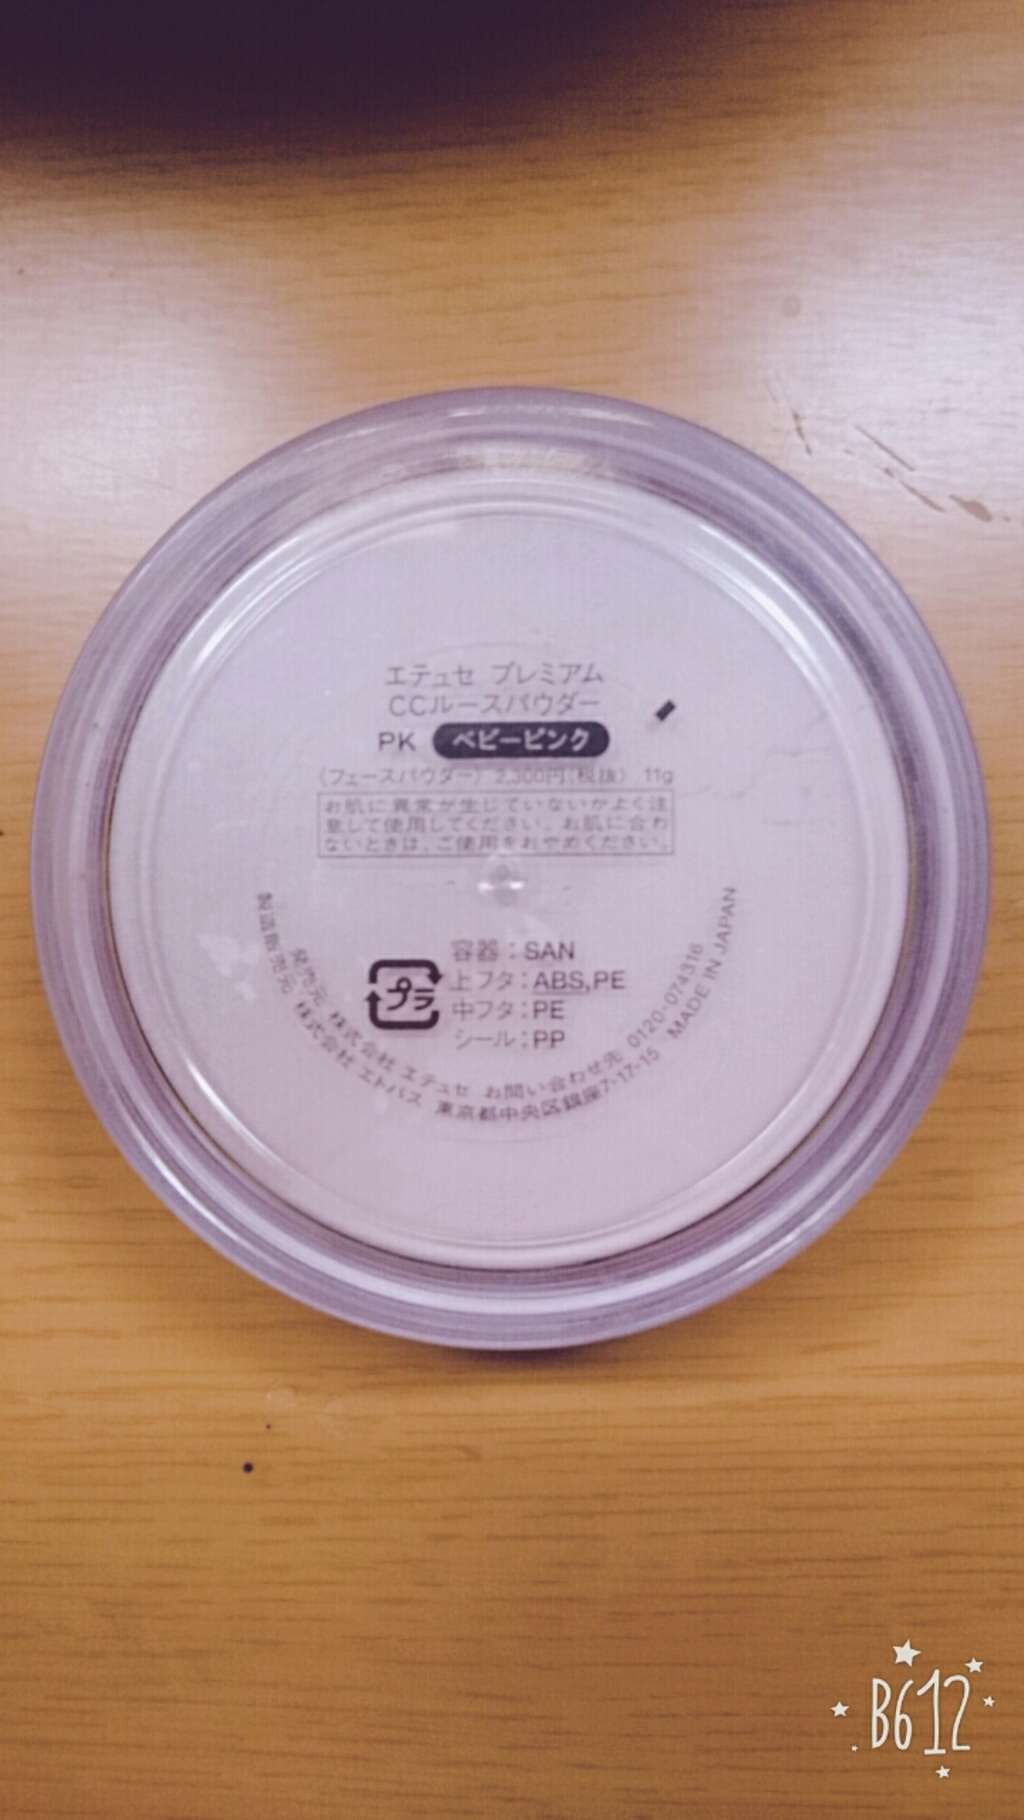 エテュセ プレミアム
CCルースパウダー
PK ベビーピンク
〈フェースパウダー〉 2,300円(税抜) 11g
お肌に異常が生じていないかよく注
意して使用してください。お肌に合わ
ないときは、ご使用をおやめください。
プラ
容器：SAN
上フタ：ABS,PE
中フタ：PE
シール：PP
発売元 株式会社 エテュセ お問い合わせ先 0120-074316
製造販売元 株式会社 エトバス 東京都中央区銀座7-17-15 MADE IN JAPAN
B612